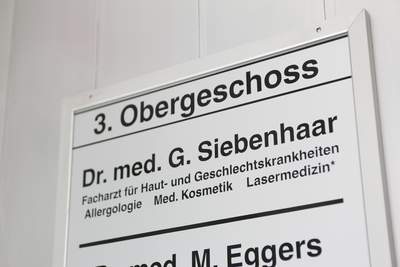 3. Obergeschoss
Dr. med. G. Siebenhaar
Facharzt für Haut- und Geschlechtskrankheiten
Allergologie Med. Kosmetik Lasermedizin*
med. M. Eggers